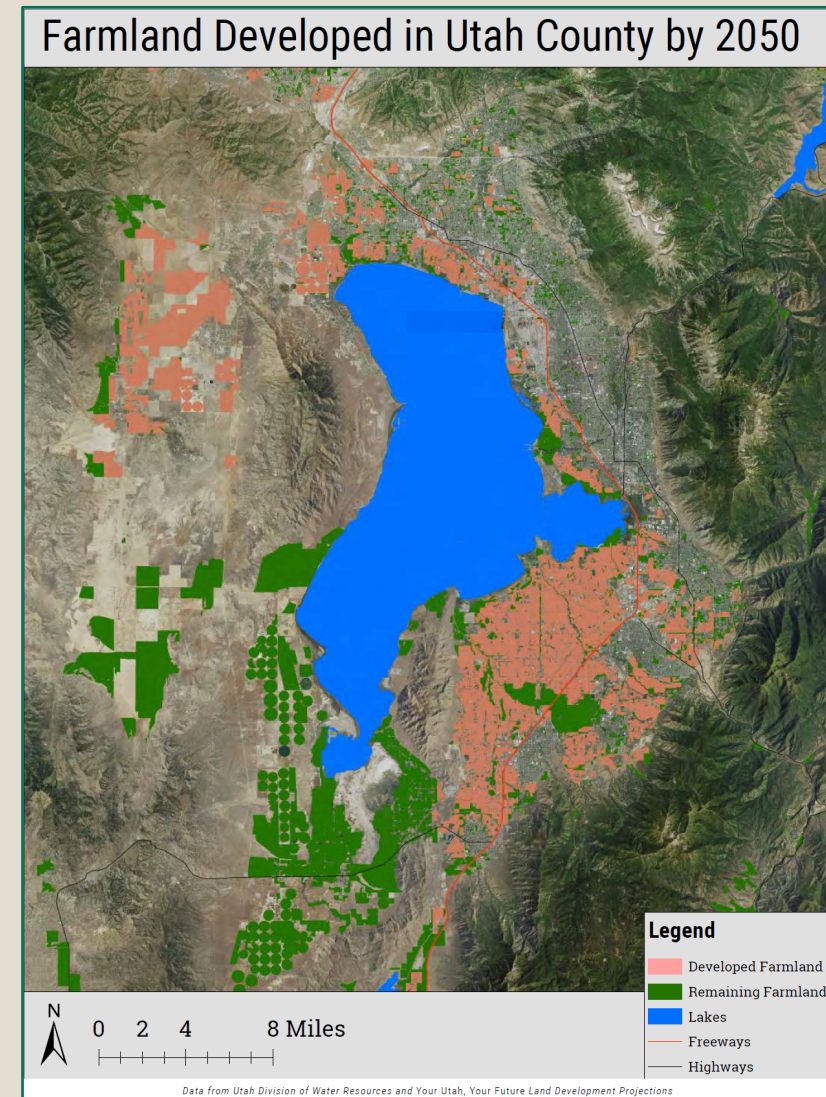 Farmland Developed in Utah County by 2050
Legend
Developed Farmland
Remaining Farmland
Lakes
Freeways
Highways
N
0 2 4 8 Miles
Data from Utah Division of Water Resources and Your Utah, Your Future Land Development Projections